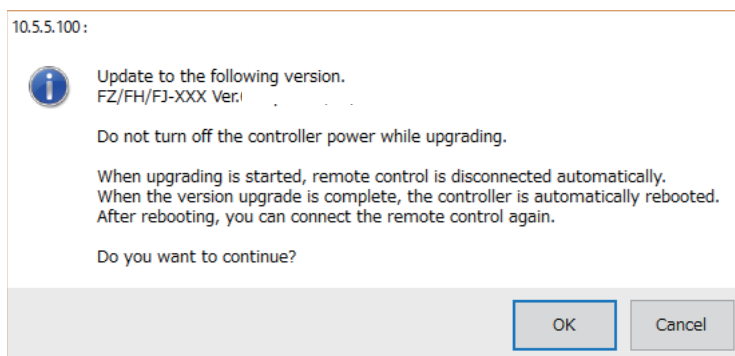 10.5.5.100 :
Update to the following version.
FZ/FH/FJ-XXX Ver.
Do not turn off the controller power while upgrading.
When upgrading is started, remote control is disconnected automatically.
When the version upgrade is complete, the controller is automatically rebooted.
After rebooting, you can connect the remote control again.
Do you want to continue?
OK
Cancel